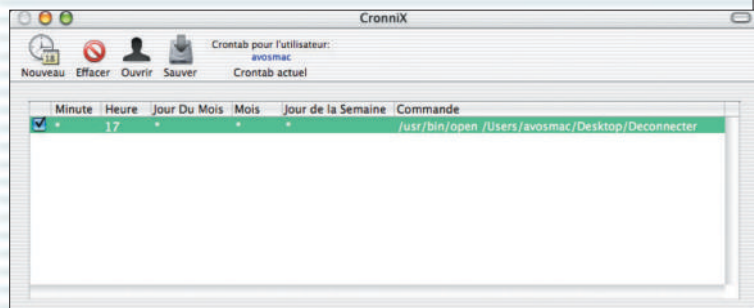 CronniX
Crontab pour l'utilisateur:
avosmac
Nouveau Effacer Ouvrir Sauver Crontab actuel
Minute Heure Jour Du Mois Mois Jour de la Semaine Commande
* 17 * * * /usr/bin/open /Users/avosmac/Desktop/Deconnecter